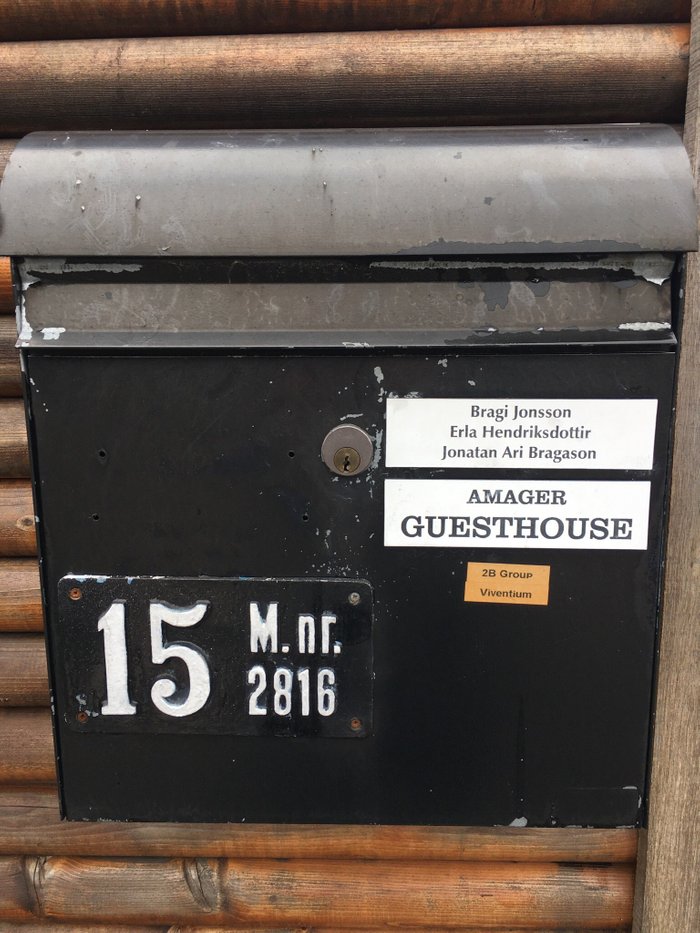 Bragi Jonsson
Erla Hendriksdottir
Jonatan Ari Bragason
AMAGER
GUESTHOUSE
2B Group
Viventium
15 M. nr.
2816